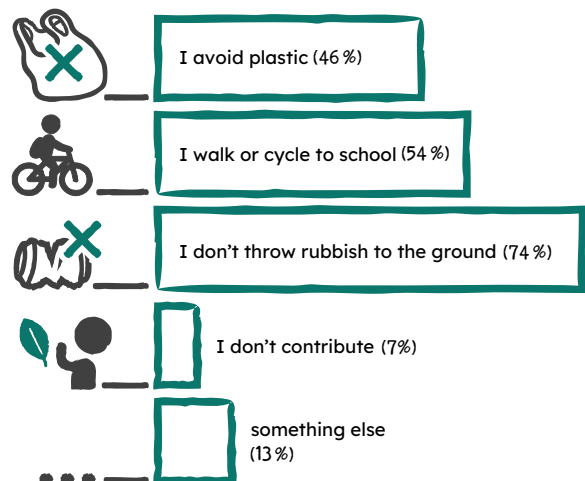 I avoid plastic (46 %)
I walk or cycle to school (54 %)
I don't throw rubbish to the ground (74 %)
I don't contribute (7%)
something else
(13 %)